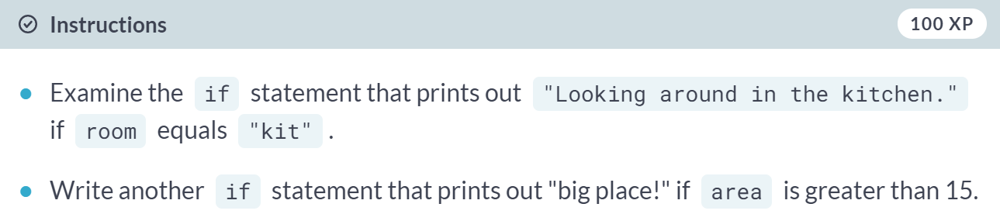 Instructions 100 XP
Examine the if statement that prints out "Looking around in the kitchen."
if room equals "kit" .
Write another if statement that prints out "big place!" if area is greater than 15.